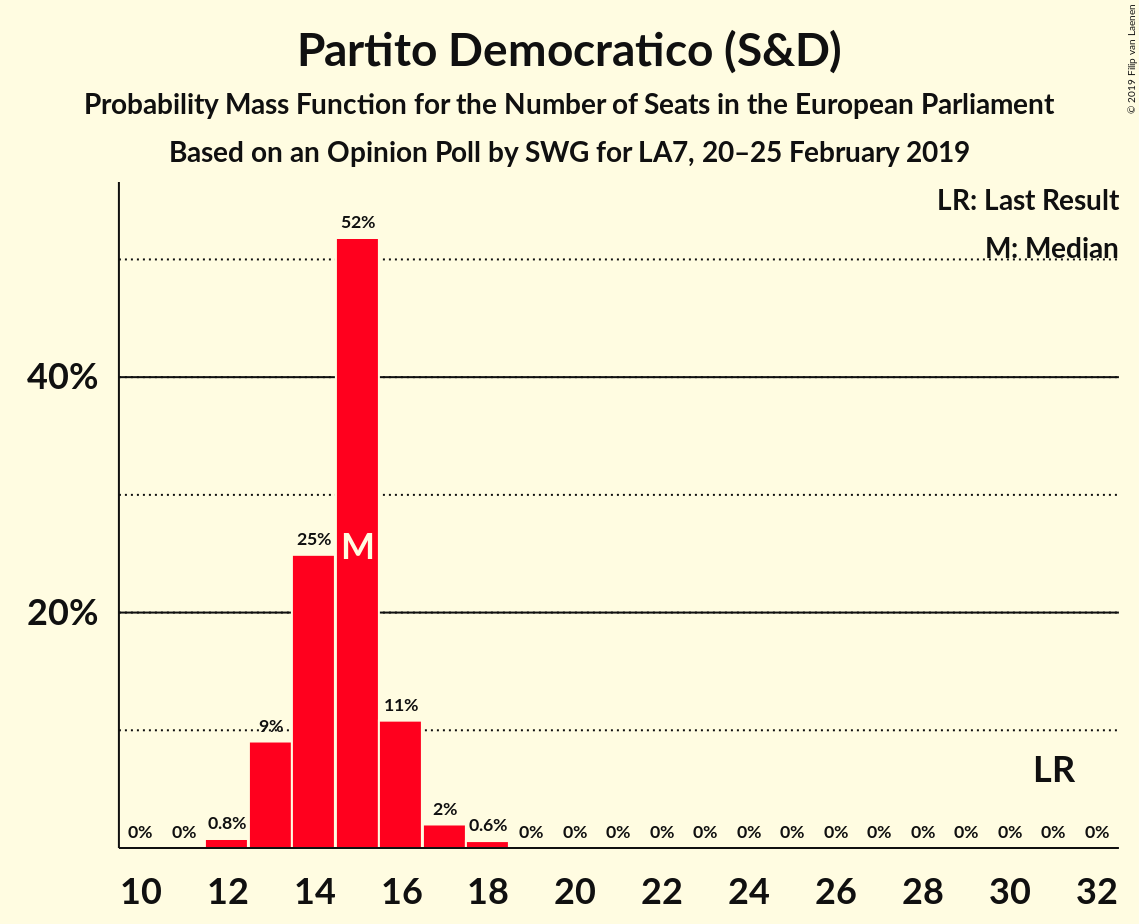 Partito Democratico (S&D)
Probability Mass Function for the Number of Seats in the European Parliament
Based on an Opinion Poll by SWG for LA7, 20–25 February 2019
© 2019 Filip van Laenen
LR: Last Result
M: Median
52%
40%
25%
M
20%
11%
9%
LR
2%
0.8%
0.6%
0% 0% 0% 0% 0% 0% 0% 0% 0% 0% 0% 0% 0% 0% 0% 0%
10 12 14 16 18 20 22 24 26 28 30 32